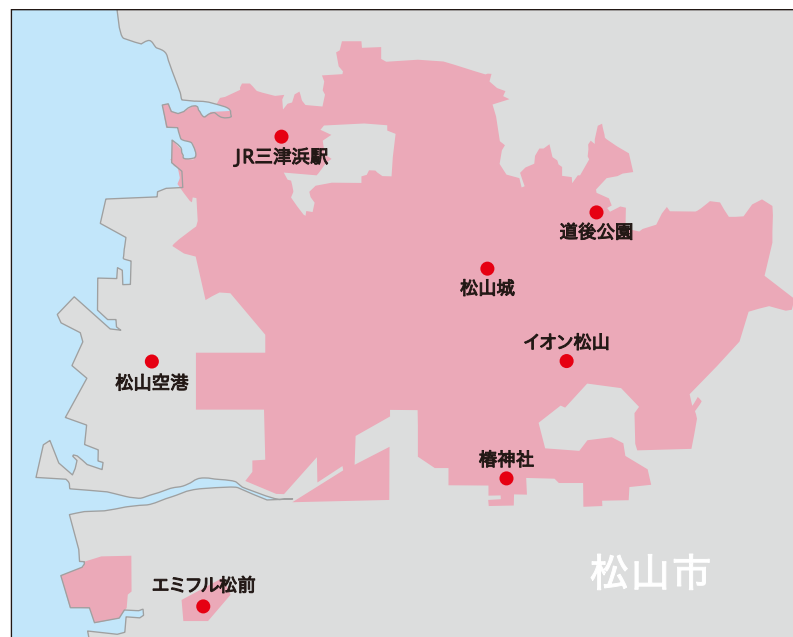 JR三津浜駅
道後公園
松山城
イオン松山
松山空港
椿神社
松山市
エミフル松前